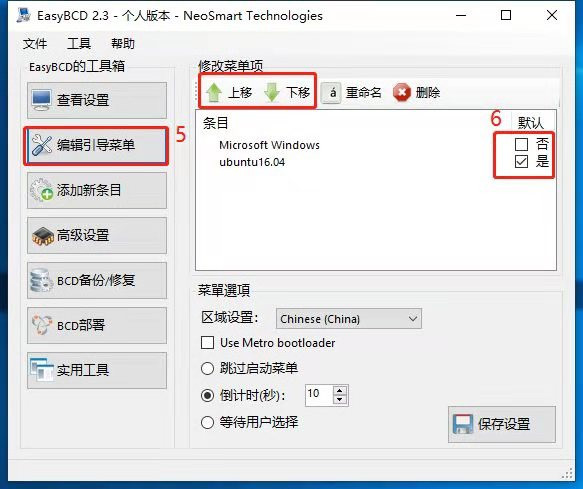 EasyBCD 2.3 - 个人版本 - NeoSmart Technologies
文件 工具 帮助
EasyBCD的工具箱
查看设置
编辑引导菜单
5
添加新条目
高级设置
BCD备份/修复
BCD部署
实用工具
修改菜单项
上移 下移 á 重命名 删除
6
条目 默认
Microsoft Windows 否
ubuntu16.04 是
菜單選項
区域设置: Chinese (China)
Use Metro bootloader
跳过启动菜单
倒计时(秒): 10
等待用户选择
保存设置